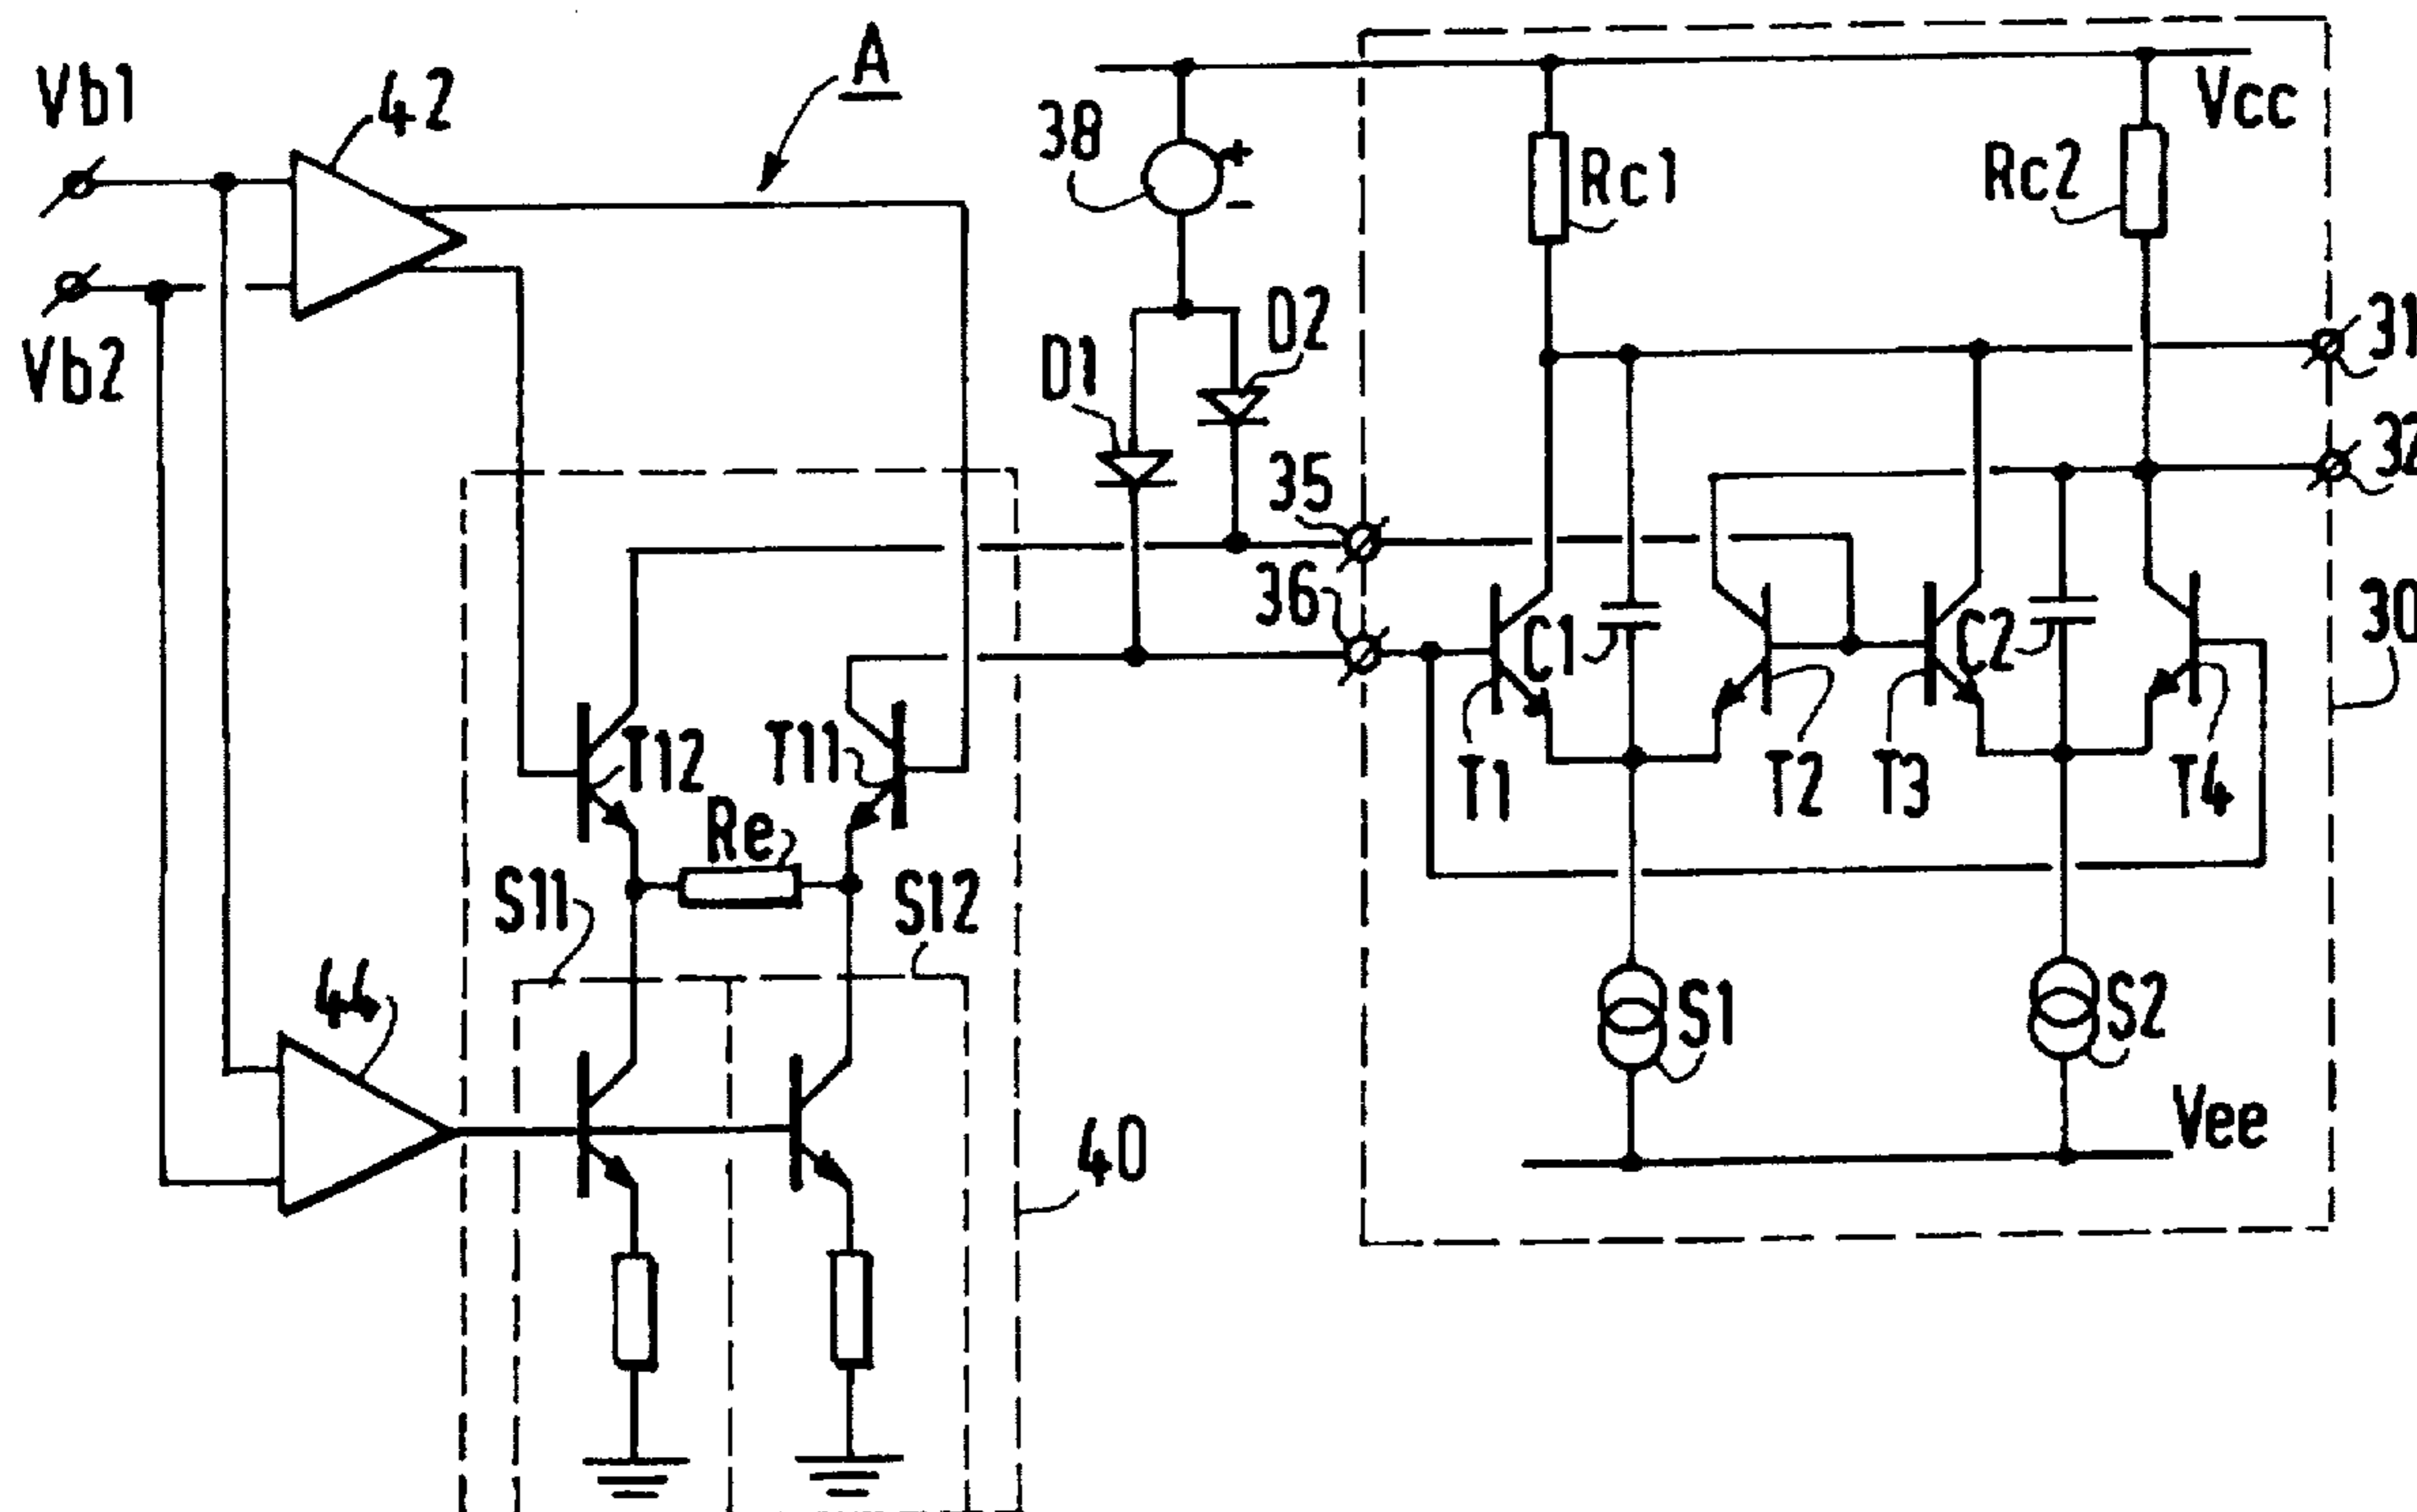 Vb1
42
A
38
+
-
Vcc
Rc1
Rc2
Vb2
D1
D2
31
32
35
36
30
C1
C2
T12
T11
T1
T2
T3
T4
Re
S11
S12
44
S1
S2
40
Vee